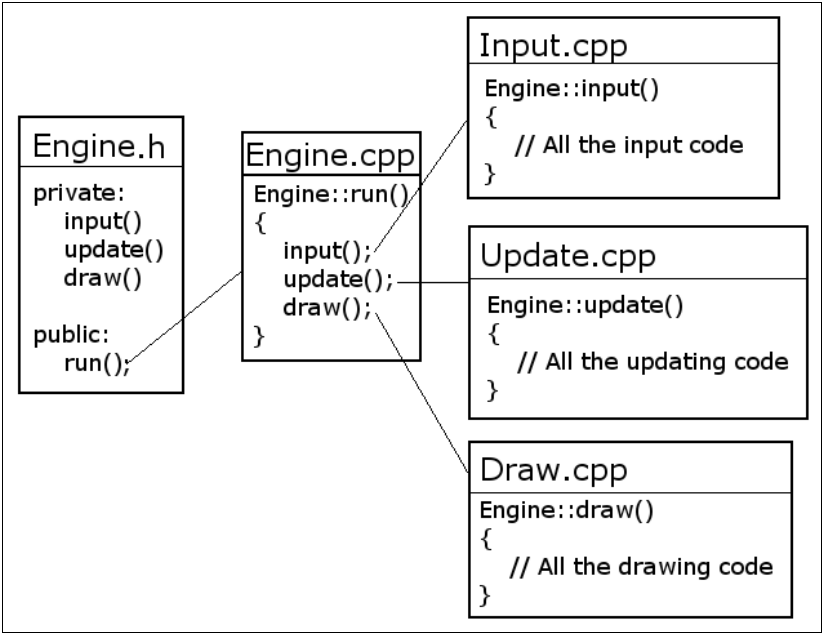 Engine.h
private:
input()
update()
draw()
public:
run();
Engine.cpp
Engine::run()
{
input();
update();
draw();
}
Input.cpp
Engine::input()
{
// All the input code
}
Update.cpp
Engine::update()
{
// All the updating code
}
Draw.cpp
Engine::draw()
{
// All the drawing code
}